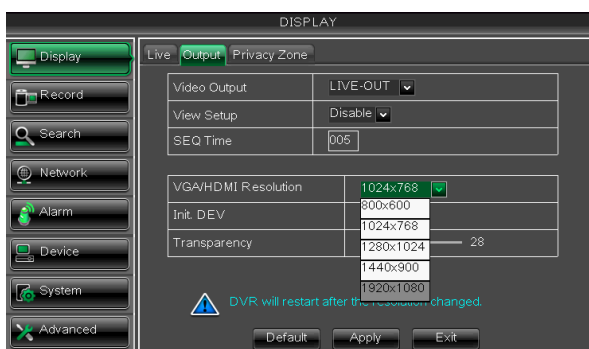 DISPLAY
Display
Record
Search
Network
Alarm
Device
System
Advanced
Live Output Privacy Zone
Video Output LIVE-OUT
View Setup Disable
SEQ Time 005
VGA/HDMI Resolution 1024x768
800x600
Init. DEV
1024x768
Transparency 1280x1024 28
1440x900
1920x1080
DVR will restart after the resolution changed.
Default Apply Exit